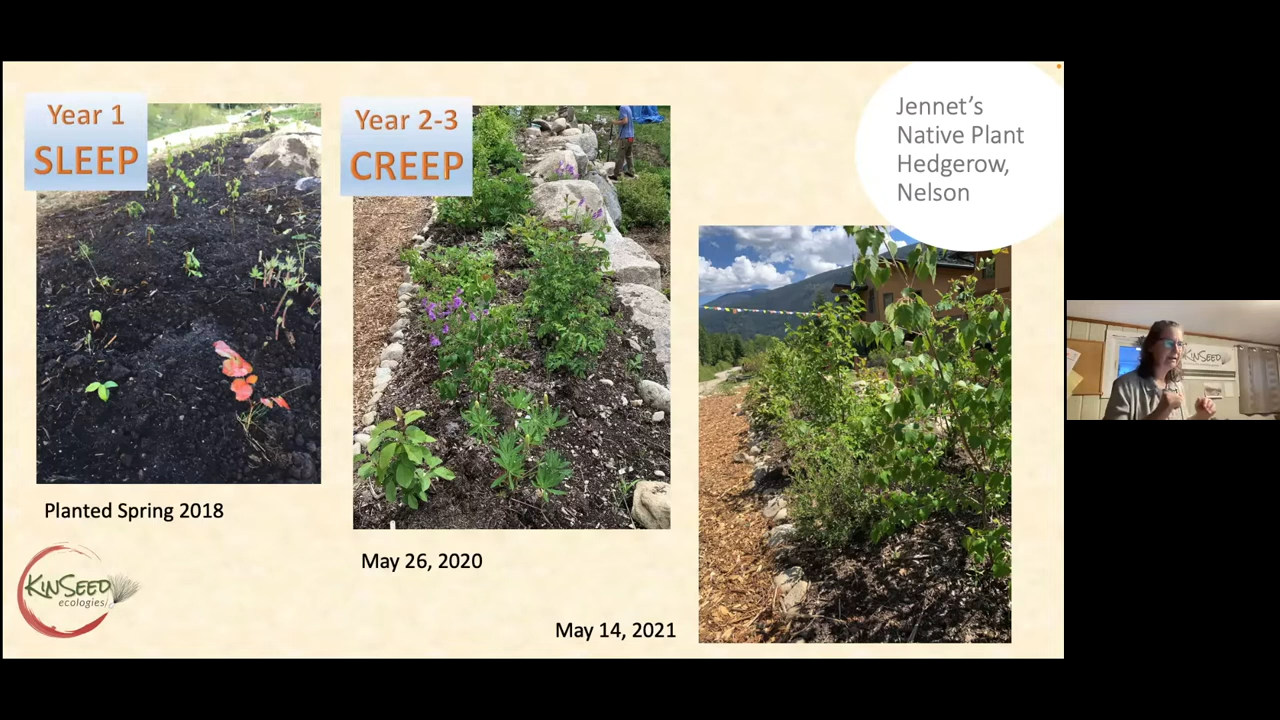 Year 1
SLEEP
Year 2-3
CREEP
Jennet's
Native Plant
Hedgerow,
Nelson
Planted Spring 2018
May 26, 2020
May 14, 2021
KINSEED
ecologies
KINSEED